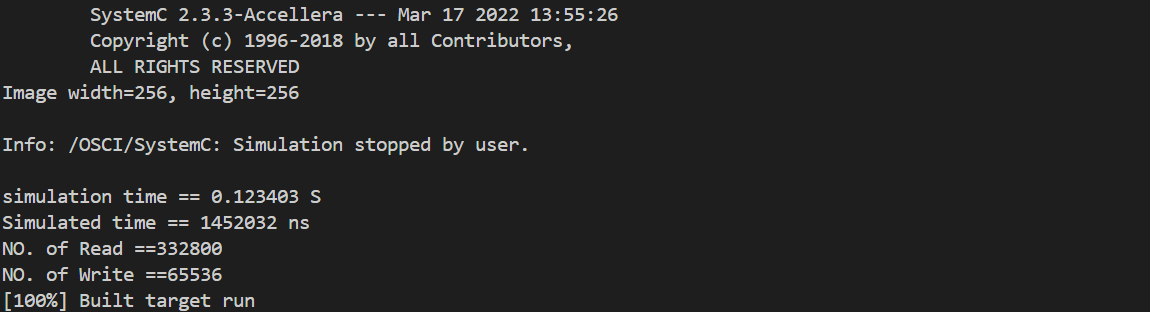 SystemC 2.3.3-Accellera --- Mar 17 2022 13:55:26
Copyright (c) 1996-2018 by all Contributors,
ALL RIGHTS RESERVED
Image width=256, height=256
Info: /OSCI/SystemC: Simulation stopped by user.
simulation time == 0.123403 S
Simulated time == 1452032 ns
NO. of Read ==332800
NO. of Write ==65536
[100%] Built target run